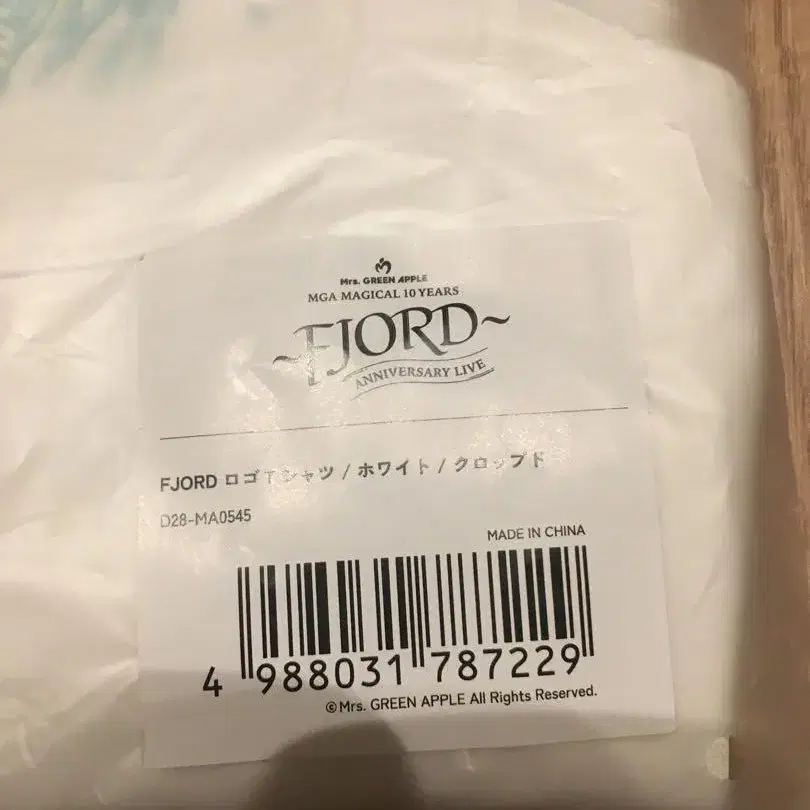 Mrs. GREEN APPLE
MGA MAGICAL 10 YEARS
~FJORD~
ANNIVERSARY LIVE
FJORD ロゴTシャツ / ホワイト / クロップド
D28-MA0545
MADE IN CHINA
4 988031 787229
©Mrs. GREEN APPLE All Rights Reserved.